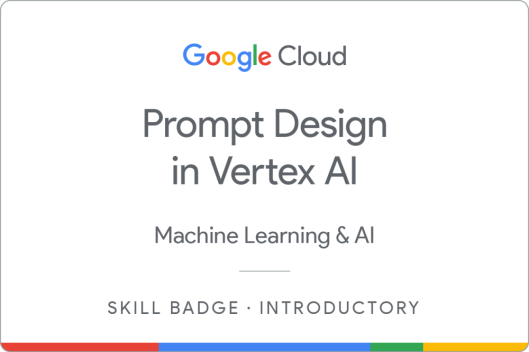 Google Cloud
Prompt Design
in Vertex AI
Machine Learning & AI
SKILL BADGE · INTRODUCTORY